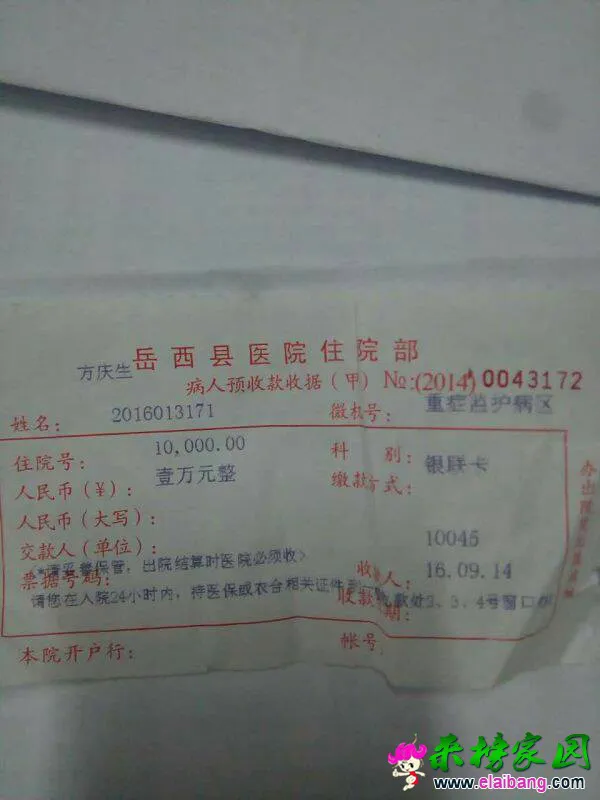 岳西县医院住院部
方庆生
病人预收款收据(甲) №:(2014) 0043172
姓名: 2016013171 微机号: 重症监护病区
住院号: 10,000.00 科 别: 银联卡
人民币(¥): 壹万元整 缴款方式:
人民币(大写):
交款人(单位): 10045
*请妥善保管,出院结算时医院必须收>
票据号码: 收 人: 16.09.14
请您在入院24小时内,持医保或农合相关证件 3、4号窗口
收款 期:
本院开户行: 帐号
来榜家园
www.elaibang.com